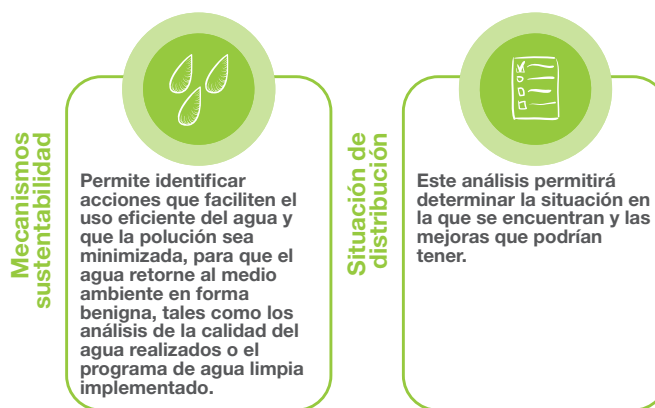 Mecanismos
sustentabilidad
Permite identificar
acciones que faciliten el
uso eficiente del agua y
que la polución sea
minimizada, para que el
agua retorne al medio
ambiente en forma
benigna, tales como los
análisis de la calidad del
agua realizados o el
programa de agua limpia
implementado.
Situación de
distribución
Este análisis permitirá
determinar la situación en
la que se encuentran y las
mejoras que podrían
tener.